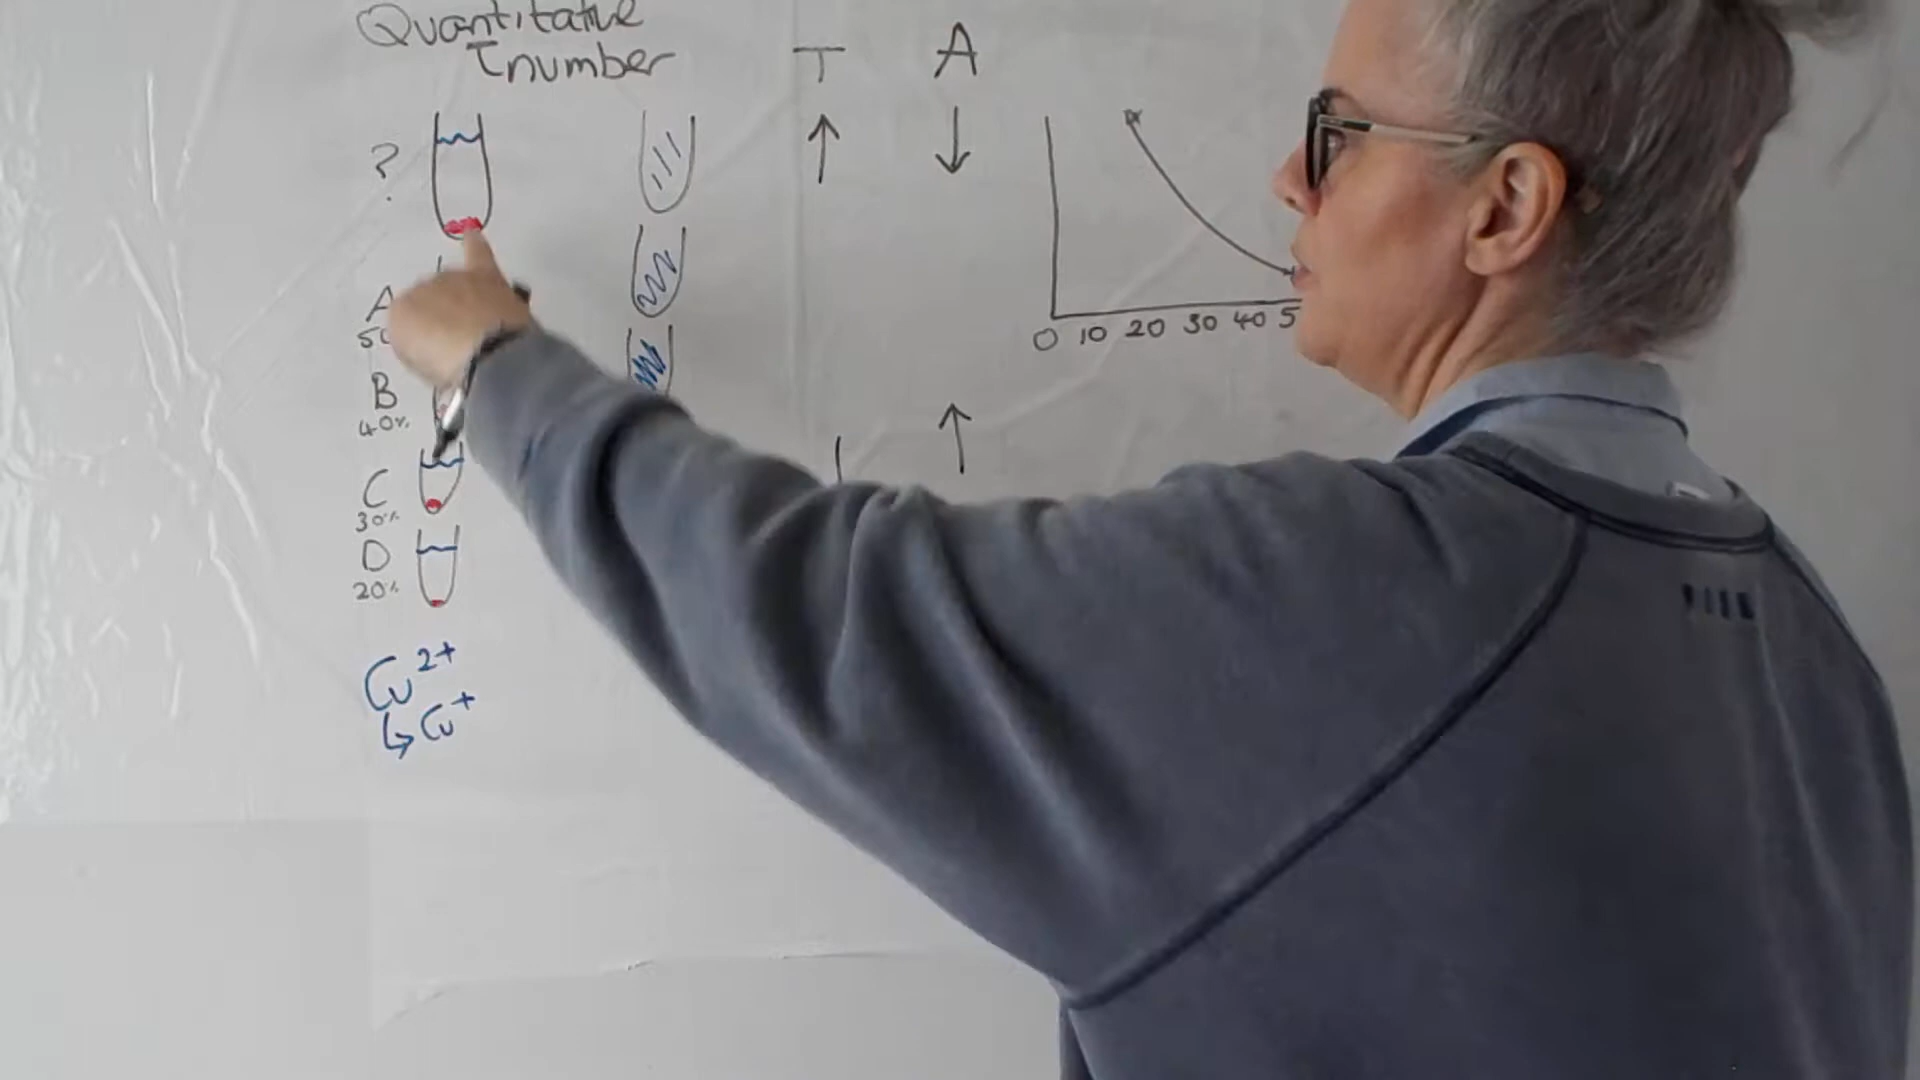 Quantitative
number
T A
?
A
B
40%
C
30%
D
20%
Cu²⁺
↳ Cu⁺
0 10 20 30 40